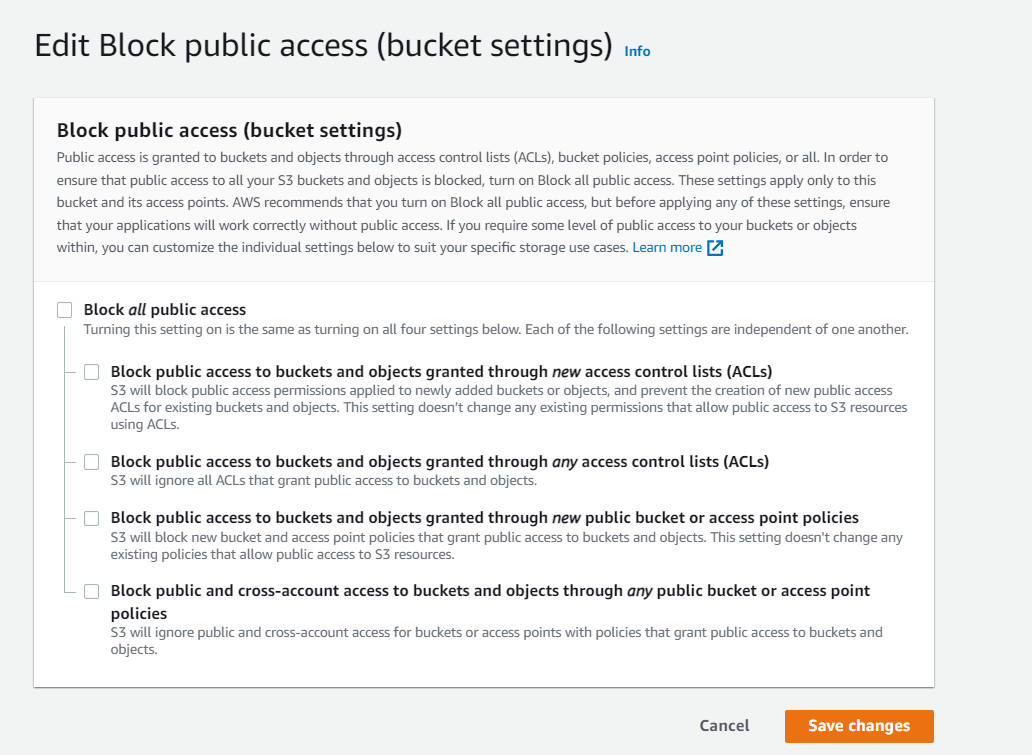 Edit Block public access (bucket settings) Info
Block public access (bucket settings)
Public access is granted to buckets and objects through access control lists (ACLs), bucket policies, access point policies, or all. In order to
ensure that public access to all your S3 buckets and objects is blocked, turn on Block all public access. These settings apply only to this
bucket and its access points. AWS recommends that you turn on Block all public access, but before applying any of these settings, ensure
that your applications will work correctly without public access. If you require some level of public access to your buckets or objects
within, you can customize the individual settings below to suit your specific storage use cases. Learn more
Block all public access
Turning this setting on is the same as turning on all four settings below. Each of the following settings are independent of one another.
Block public access to buckets and objects granted through new access control lists (ACLs)
S3 will block public access permissions applied to newly added buckets or objects, and prevent the creation of new public access
ACLs for existing buckets and objects. This setting doesn't change any existing permissions that allow public access to S3 resources
using ACLs.
Block public access to buckets and objects granted through any access control lists (ACLs)
S3 will ignore all ACLs that grant public access to buckets and objects.
Block public access to buckets and objects granted through new public bucket or access point policies
S3 will block new bucket and access point policies that grant public access to buckets and objects. This setting doesn't change any
existing policies that allow public access to S3 resources.
Block public and cross-account access to buckets and objects through any public bucket or access point
policies
S3 will ignore public and cross-account access for buckets or access points with policies that grant public access to buckets and
objects.
Cancel Save changes